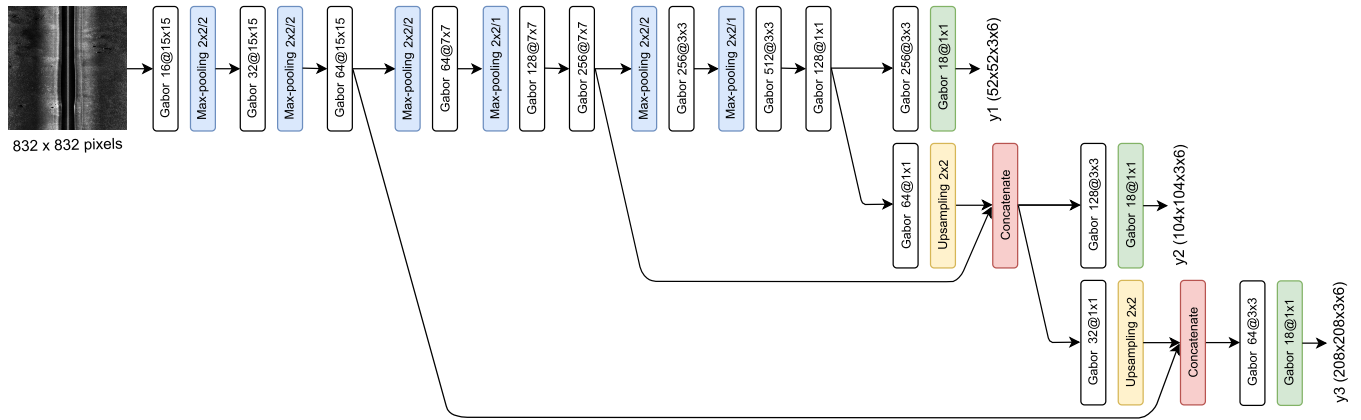 832 x 832 pixels
Gabor 16@15x15
Max-pooling 2x2/2
Gabor 32@15x15
Max-pooling 2x2/2
Gabor 64@15x15
Max-pooling 2x2/2
Gabor 64@7x7
Max-pooling 2x2/1
Gabor 128@7x7
Gabor 256@7x7
Max-pooling 2x2/2
Gabor 256@3x3
Max-pooling 2x2/1
Gabor 512@3x3
Gabor 128@1x1
Gabor 256@3x3
Gabor 18@1x1
y1 (52x52x3x6)
Gabor 64@1x1
Upsampling 2x2
Concatenate
Gabor 128@3x3
Gabor 18@1x1
y2 (104x104x3x6)
Gabor 32@1x1
Upsampling 2x2
Concatenate
Gabor 64@3x3
Gabor 18@1x1
y3 (208x208x3x6)